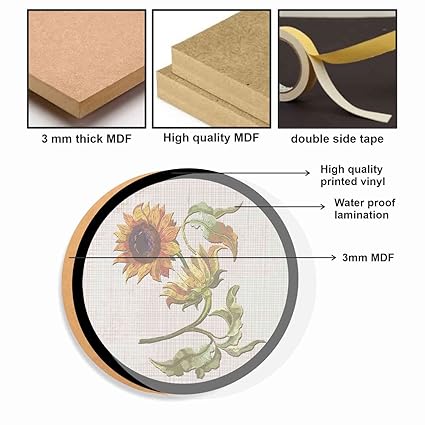 3 mm thick MDF
High quality MDF
double side tape
High quality
printed vinyl
Water proof
lamination
3mm MDF